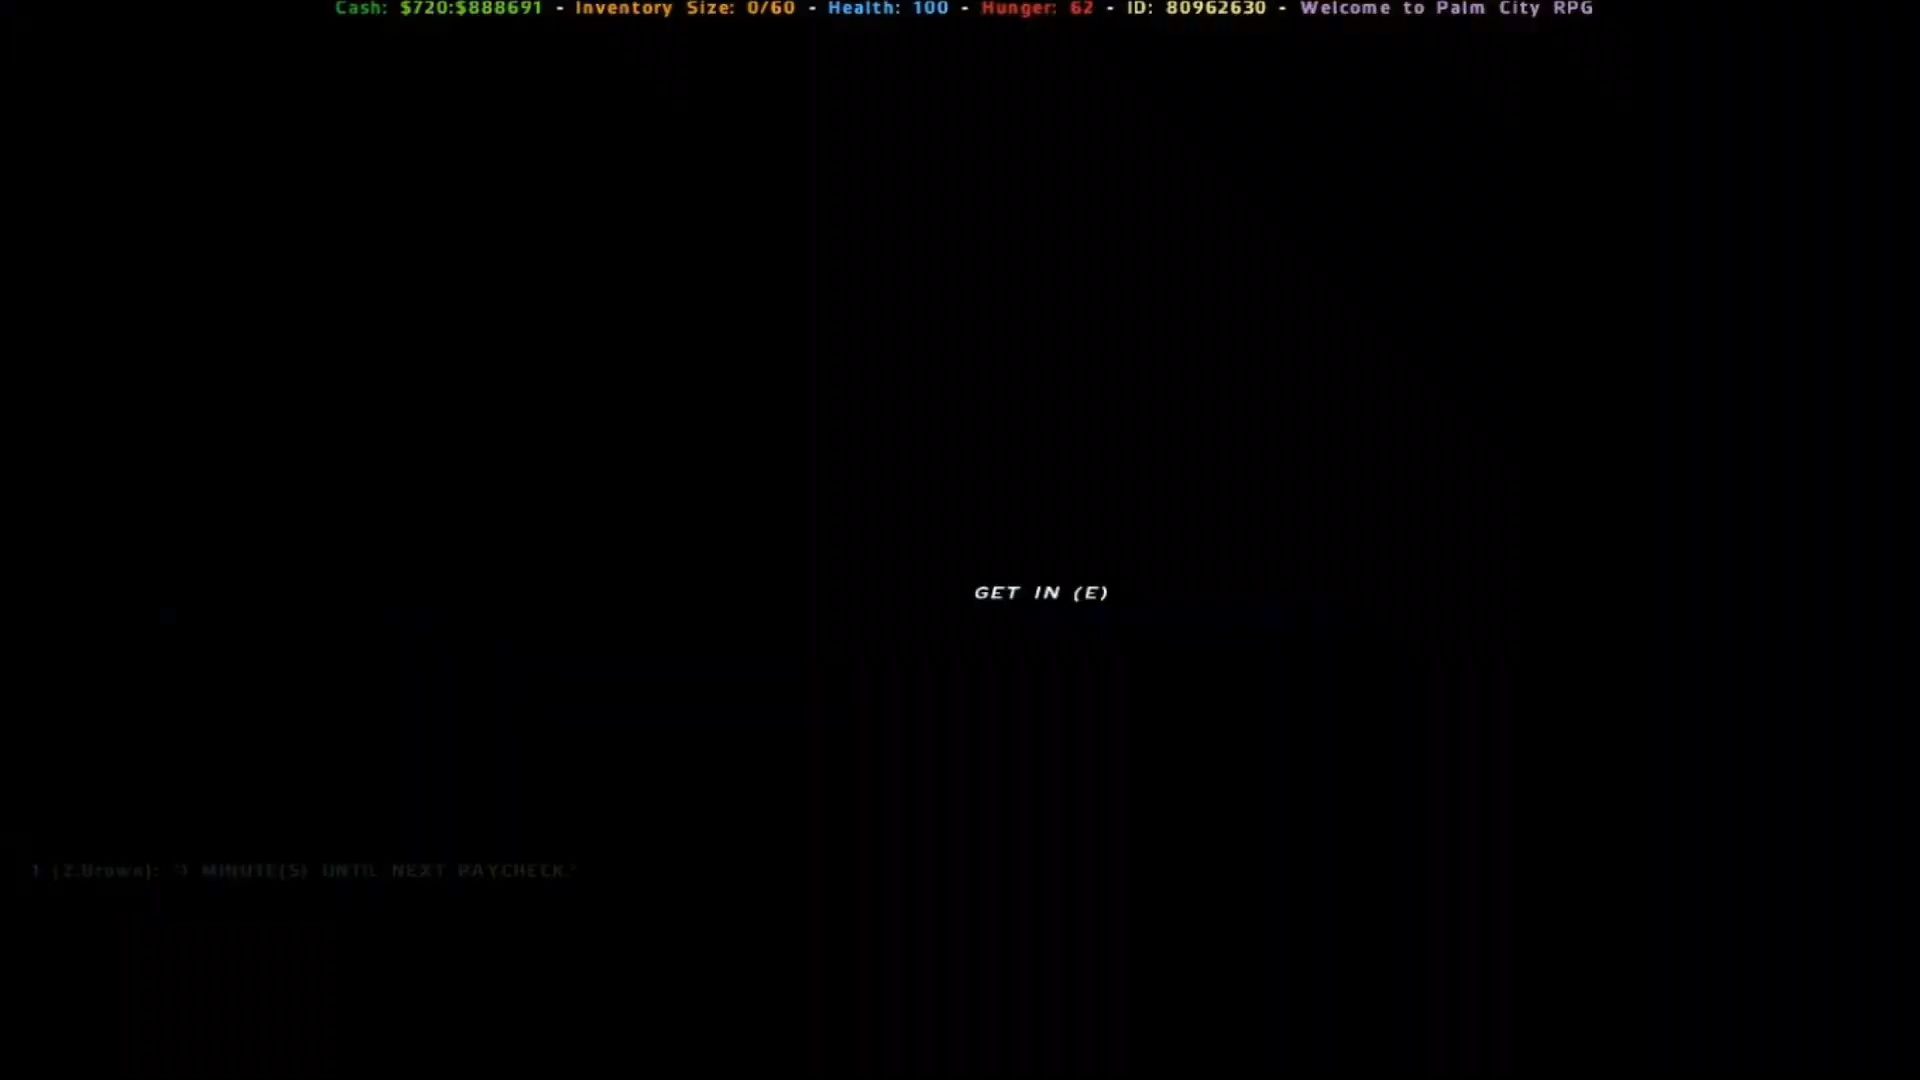 Cash: $720:$888691 - Inventory Size: 0/60 - Health: 100 - Hunger: 62 - ID: 80962630 - Welcome to Palm City RPG
GET IN (E)
MINUTE(S) UNTIL NEXT PAYCHECK